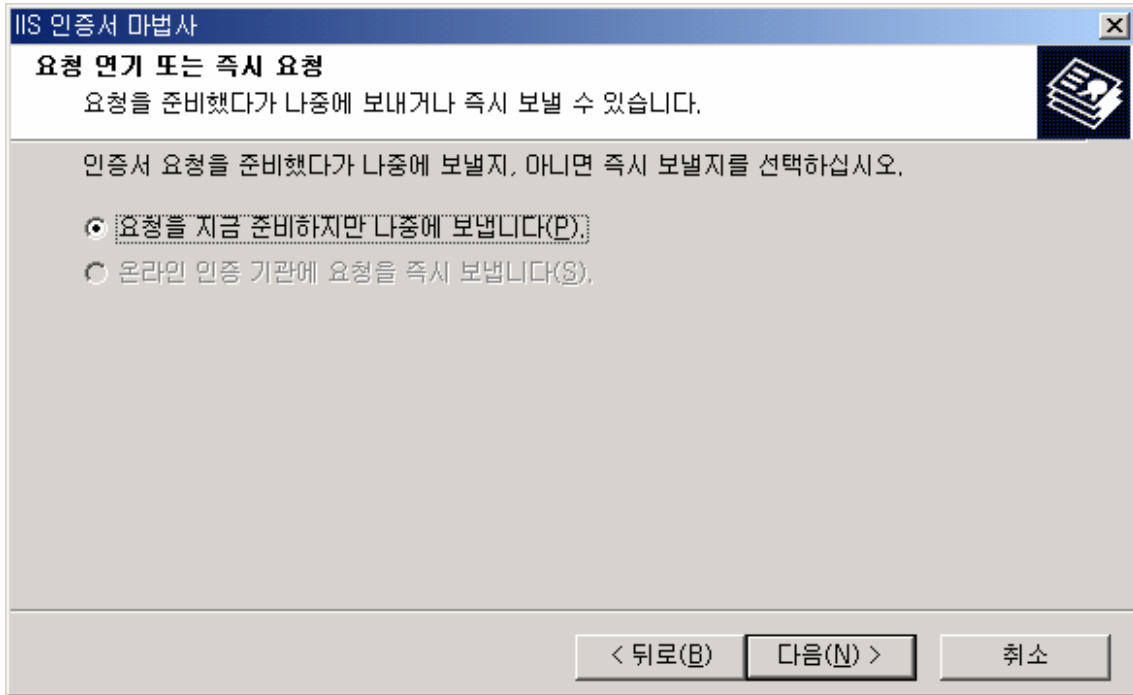 IIS 인증서 마법사
요청 연기 또는 즉시 요청
요청을 준비했다가 나중에 보내거나 즉시 보낼 수 있습니다.
인증서 요청을 준비했다가 나중에 보낼지, 아니면 즉시 보낼지를 선택하십시오.
요청을 지금 준비하지만 나중에 보냅니다(P).
온라인 인증 기관에 요청을 즉시 보냅니다(S).
< 뒤로(B) 다음(N) > 취소